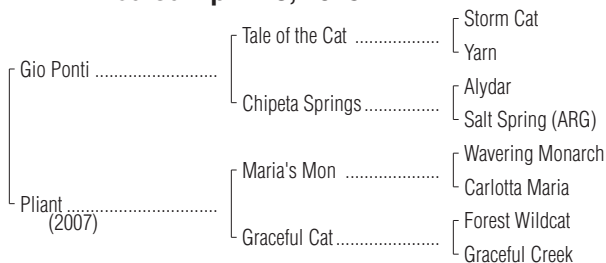 Storm Cat
Tale of the Cat ...................
Yarn
Gio Ponti ...........................
Alydar
Chipeta Springs .................
Salt Spring (ARG)
Wavering Monarch
Maria's Mon .....................
Carlotta Maria
Pliant .................................
(2007)
Forest Wildcat
Graceful Cat.......................
Graceful Creek